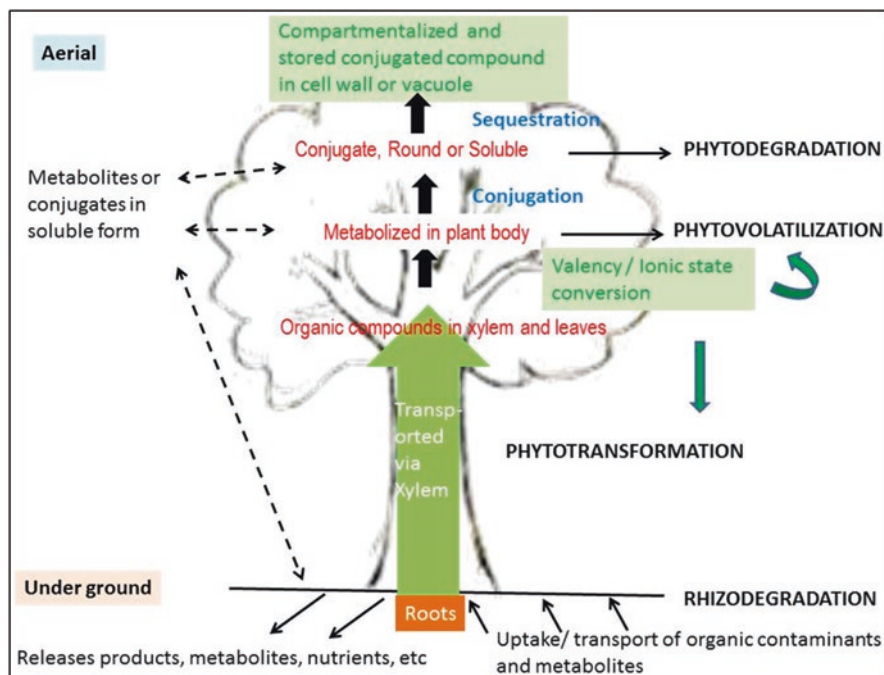 Aerial
Compartmentalized and
stored conjugated compound
in cell wall or vacuole
Sequestration
Conjugate, Round or Soluble
PHYTODEGRADATION
Metabolites or
conjugates in
soluble form
Conjugation
Metabolized in plant body
PHYTOVOLATILIZATION
Valency / Ionic state
conversion
Organic compounds in xylem and leaves
Transp-
orted
via
Xylem
PHYTOTRANSFORMATION
Under ground
RHIZODEGRADATION
Roots
Releases products, metabolites, nutrients, etc
Uptake/ transport of organic contaminants
and metabolites